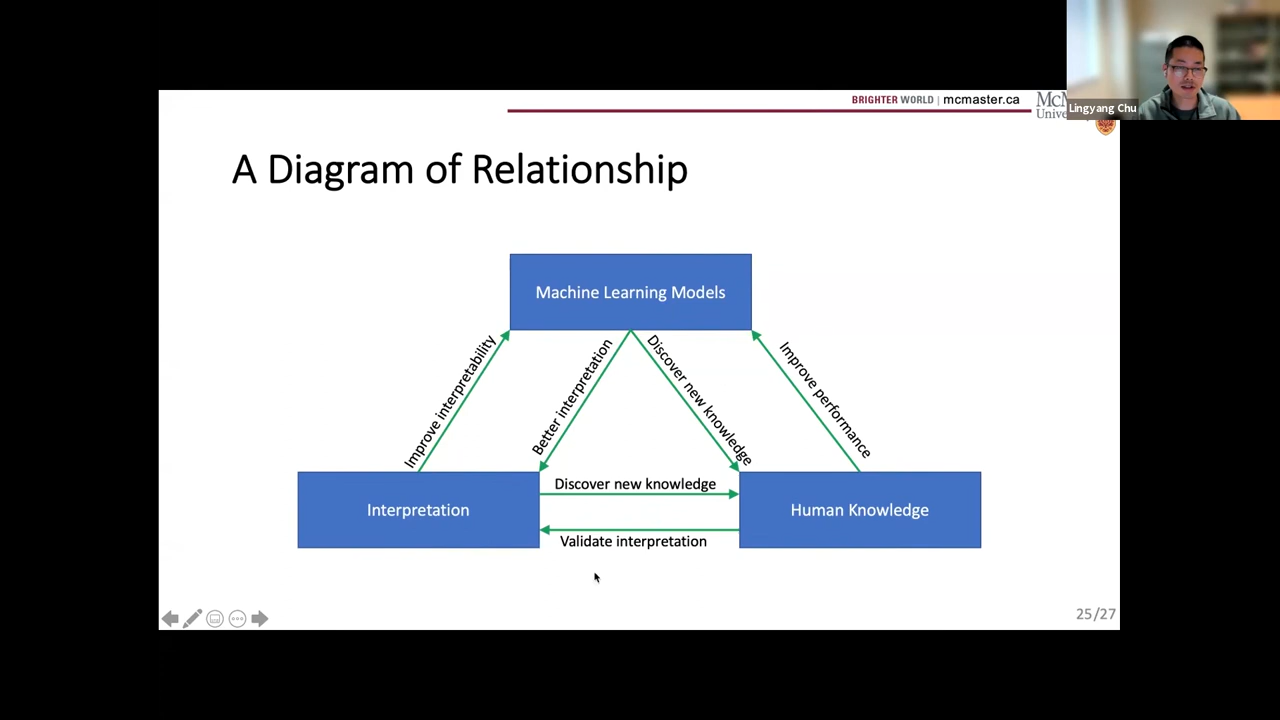 BRIGHTER WORLD | mcmaster.ca
Lingyang Chu
A Diagram of Relationship
Machine Learning Models
Improve interpretability
Better interpretation
Discover new knowledge
Improve performance
Interpretation
Discover new knowledge
Validate interpretation
Human Knowledge
25/27